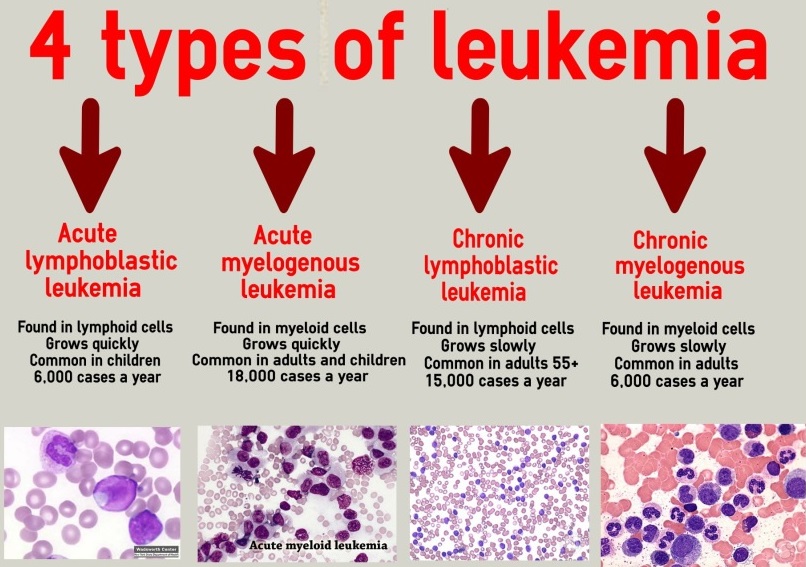 4 types of leukemia
Acute
lymphoblastic
leukemia
Found in lymphoid cells
Grows quickly
Common in children
6,000 cases a year
Acute
myelogenous
leukemia
Found in myeloid cells
Grows quickly
Common in adults and children
18,000 cases a year
Chronic
lymphoblastic
leukemia
Found in lymphoid cells
Grows slowly
Common in adults 55+
15,000 cases a year
Chronic
myelogenous
leukemia
Found in myeloid cells
Grows slowly
Common in adults
6,000 cases a year
Wadsworth Center
Acute myeloid leukemia